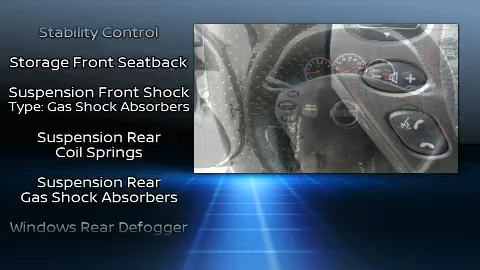 Stability Control
Storage Front Seatback
Suspension Front Shock
Type: Gas Shock Absorbers
Suspension Rear
Coil Springs
Suspension Rear
Gas Shock Absorbers
Windows Rear Defogger